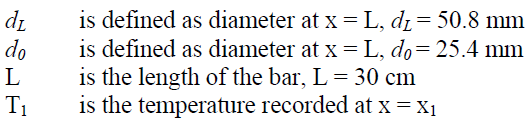 dL is defined as diameter at x = L, dL = 50.8 mm
d0 is defined as diameter at x = L, d0 = 25.4 mm
L is the length of the bar, L = 30 cm
T1 is the temperature recorded at x = x1